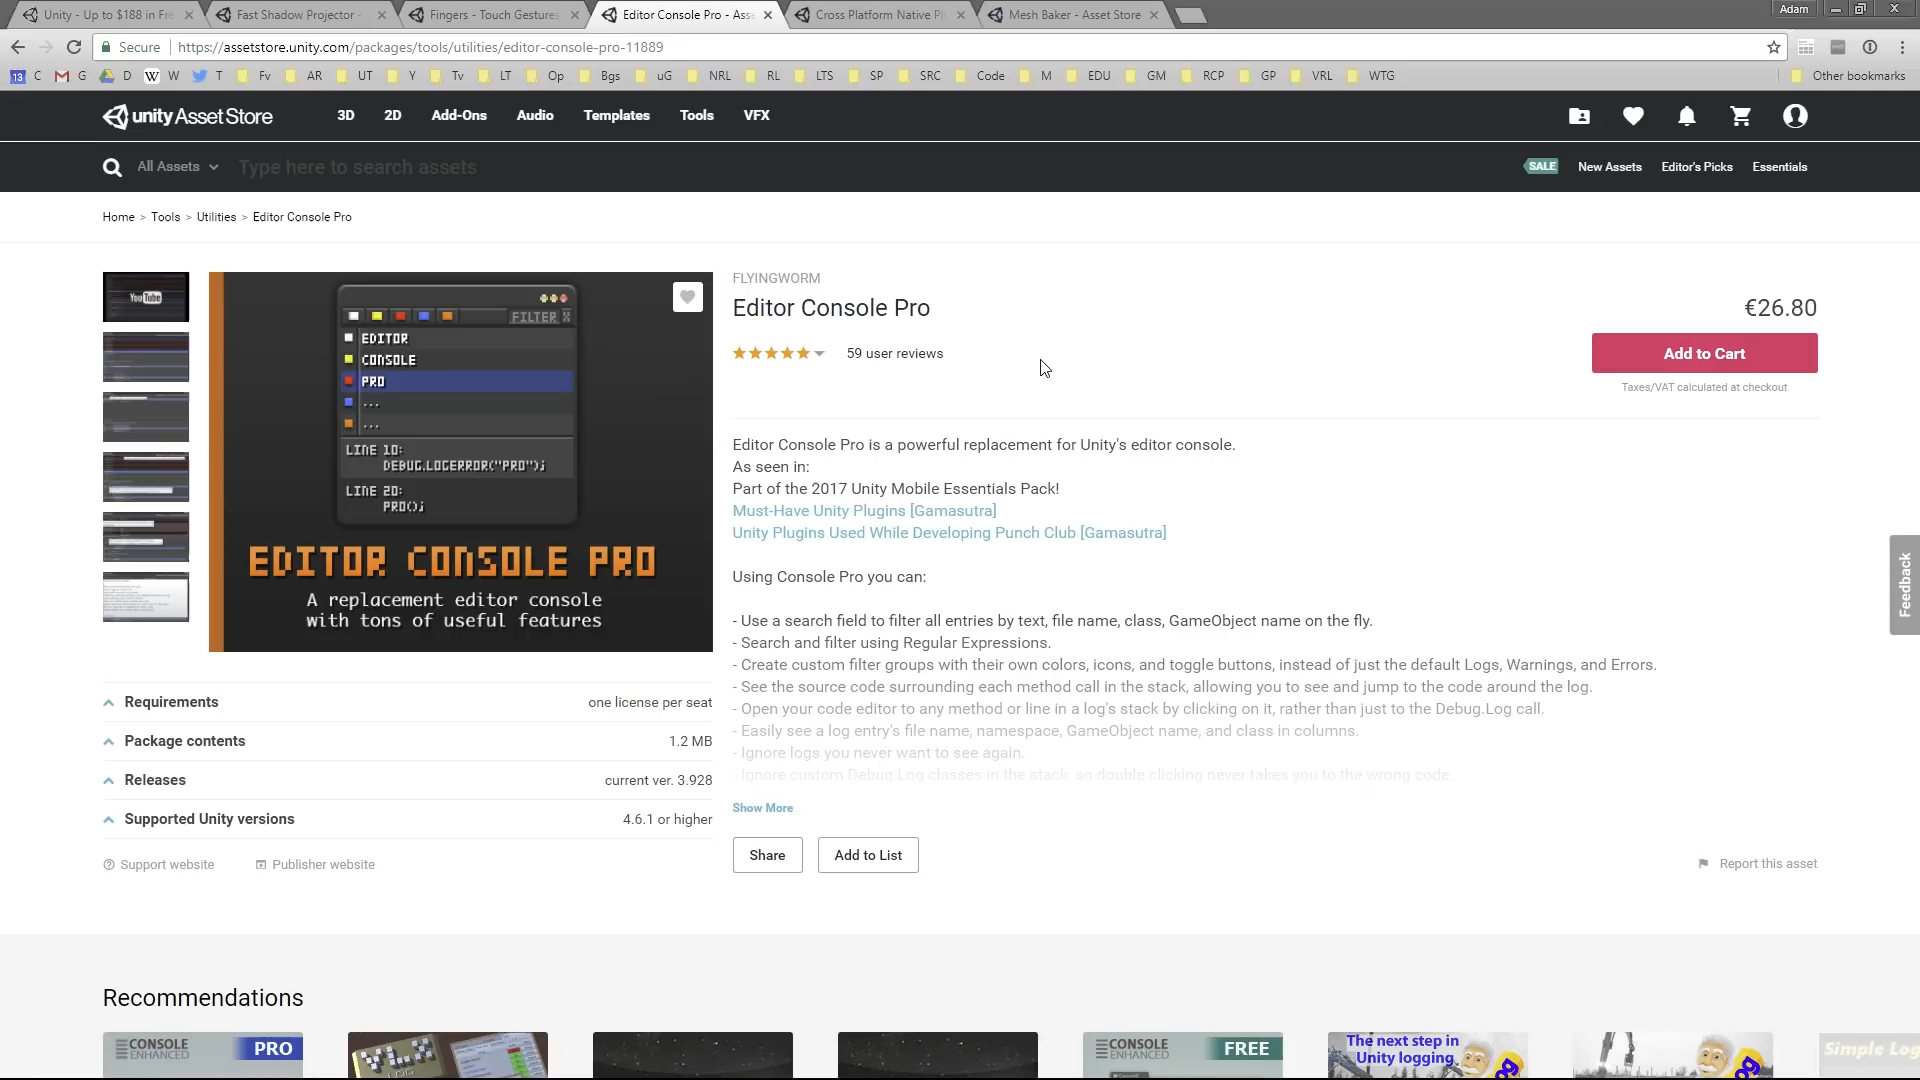 Unity - Up to $188 in Fre
Fast Shadow Projector -
Fingers - Touch Gestures
Editor Console Pro - Ass
Cross Platform Native Pl
Mesh Baker - Asset Store
Adam
Secure
https://assetstore.unity.com/packages/tools/utilities/editor-console-pro-11889
13 C G D W W T Fv AR UT Y Tv LT Op Bgs uG NRL RL LTS SP SRC Code M EDU GM RCP GP VRL WTG Other bookmarks
unity Asset Store
3D 2D Add-Ons Audio Templates Tools VFX
All Assets
Type here to search assets
SALE New Assets Editor's Picks Essentials
Home > Tools > Utilities > Editor Console Pro
YouTube
FILTER X
EDITOR
CONSOLE
PRO
...
...
LINE 10:
DEBUG.LOGERROR("PRO");
LINE 20:
PRO();
EDITOR CONSOLE PRO
A replacement editor console
with tons of useful features
Requirements one license per seat
Package contents 1.2 MB
Releases current ver. 3.928
Supported Unity versions 4.6.1 or higher
Support website Publisher website
FLYINGWORM
Editor Console Pro
59 user reviews
€26.80
Add to Cart
Taxes/VAT calculated at checkout
Editor Console Pro is a powerful replacement for Unity's editor console.
As seen in:
Part of the 2017 Unity Mobile Essentials Pack!
Must-Have Unity Plugins [Gamasutra]
Unity Plugins Used While Developing Punch Club [Gamasutra]
Using Console Pro you can:
- Use a search field to filter all entries by text, file name, class, GameObject name on the fly.
- Search and filter using Regular Expressions.
- Create custom filter groups with their own colors, icons, and toggle buttons, instead of just the default Logs, Warnings, and Errors.
- See the source code surrounding each method call in the stack, allowing you to see and jump to the code around the log.
- Open your code editor to any method or line in a log's stack by clicking on it, rather than just to the Debug.Log call.
- Easily see a log entry's file name, namespace, GameObject name, and class in columns.
- Ignore logs you never want to see again.
- Ignore custom Debug.Log classes in the stack, so double clicking never takes you to the wrong code.
Show More
Share
Add to List
Report this asset
Feedback
Recommendations
CONSOLE
ENHANCED
PRO
LOG
CONSOLE
ENHANCED
FREE
The next step in
Unity logging
Simple Log